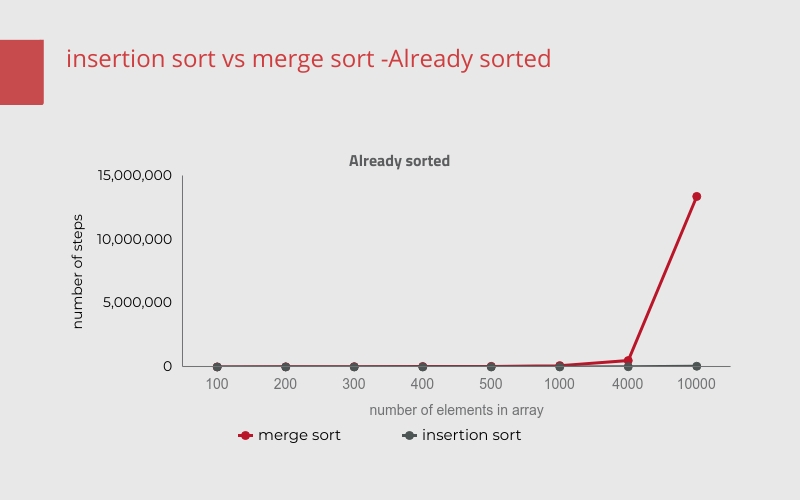 insertion sort vs merge sort -Already sorted
Already sorted
number of steps
15,000,000
10,000,000
5,000,000
0
100 200 300 400 500 1000 4000 10000
number of elements in array
merge sort insertion sort